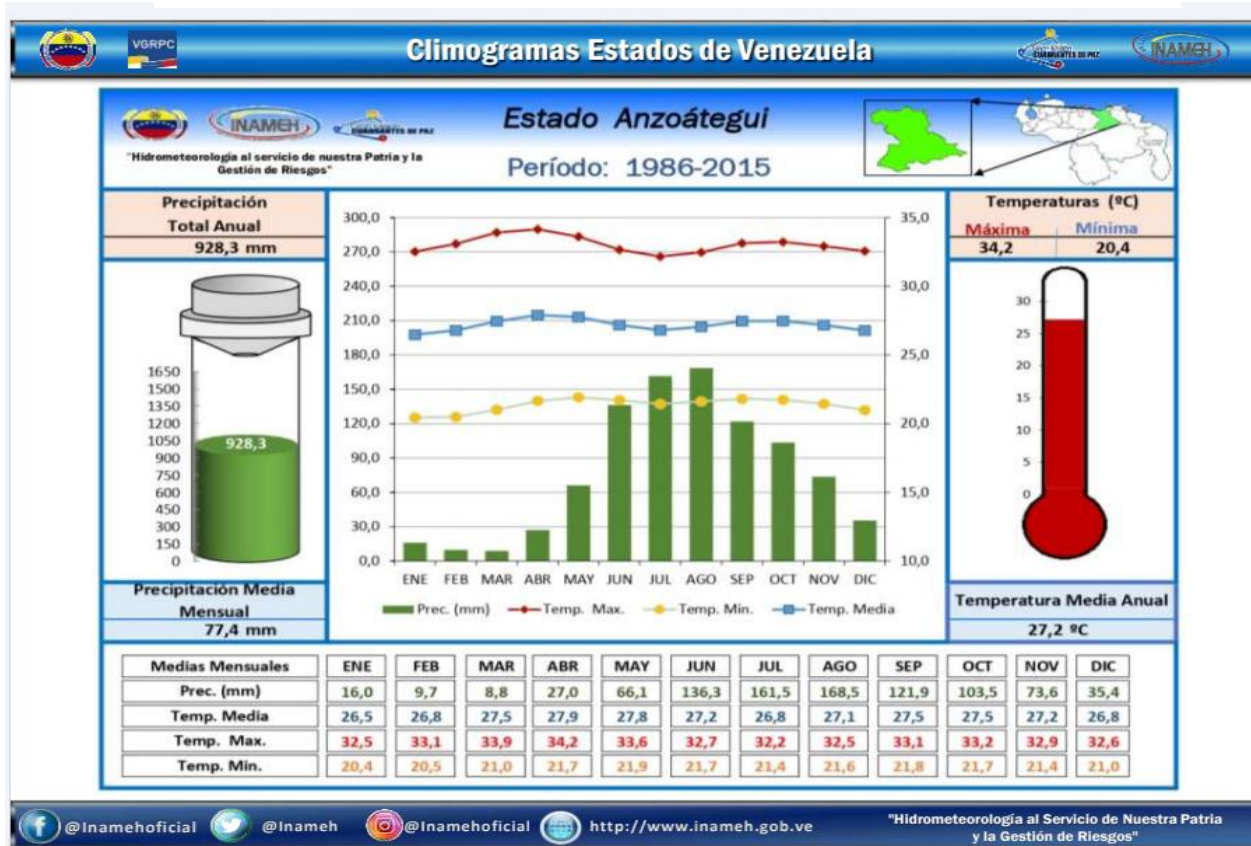 VGRPC
Climogramas Estados de Venezuela
CUADRANTES DE PAZ
INAMEH
INAMEH
CUADRANTES DE PAZ
"Hidrometeorología al servicio de nuestra Patria y la
Gestión de Riesgos"
Estado Anzoátegui
Período: 1986-2015
Precipitación
Total Anual
928,3 mm
1650
1500
1350
1200
1050
900
750
600
450
300
150
0
928,3
Precipitación Media
Mensual
77,4 mm
300,0
270,0
240,0
210,0
180,0
150,0
120,0
90,0
60,0
30,0
0,0
35,0
30,0
25,0
20,0
15,0
10,0
ENE FEB MAR ABR MAY JUN JUL AGO SEP OCT NOV DIC
Prec. (mm) Temp. Max. Temp. Min. Temp. Media
Temperaturas (ºC)
Máxima Mínima
34,2 20,4
30
25
20
15
10
5
0
Temperatura Media Anual
27,2 ºC
Medias Mensuales ENE FEB MAR ABR MAY JUN JUL AGO SEP OCT NOV DIC
Prec. (mm) 16,0 9,7 8,8 27,0 66,1 136,3 161,5 168,5 121,9 103,5 73,6 35,4
Temp. Media 26,5 26,8 27,5 27,9 27,8 27,2 26,8 27,1 27,5 27,5 27,2 26,8
Temp. Max. 32,5 33,1 33,9 34,2 33,6 32,7 32,2 32,5 33,1 33,2 32,9 32,6
Temp. Min. 20,4 20,5 21,0 21,7 21,9 21,7 21,4 21,6 21,8 21,7 21,4 21,0
@Inamehoficial @Inameh @Inamehoficial http://www.inameh.gob.ve
"Hidrometeorología al Servicio de Nuestra Patria
y la Gestión de Riesgos"